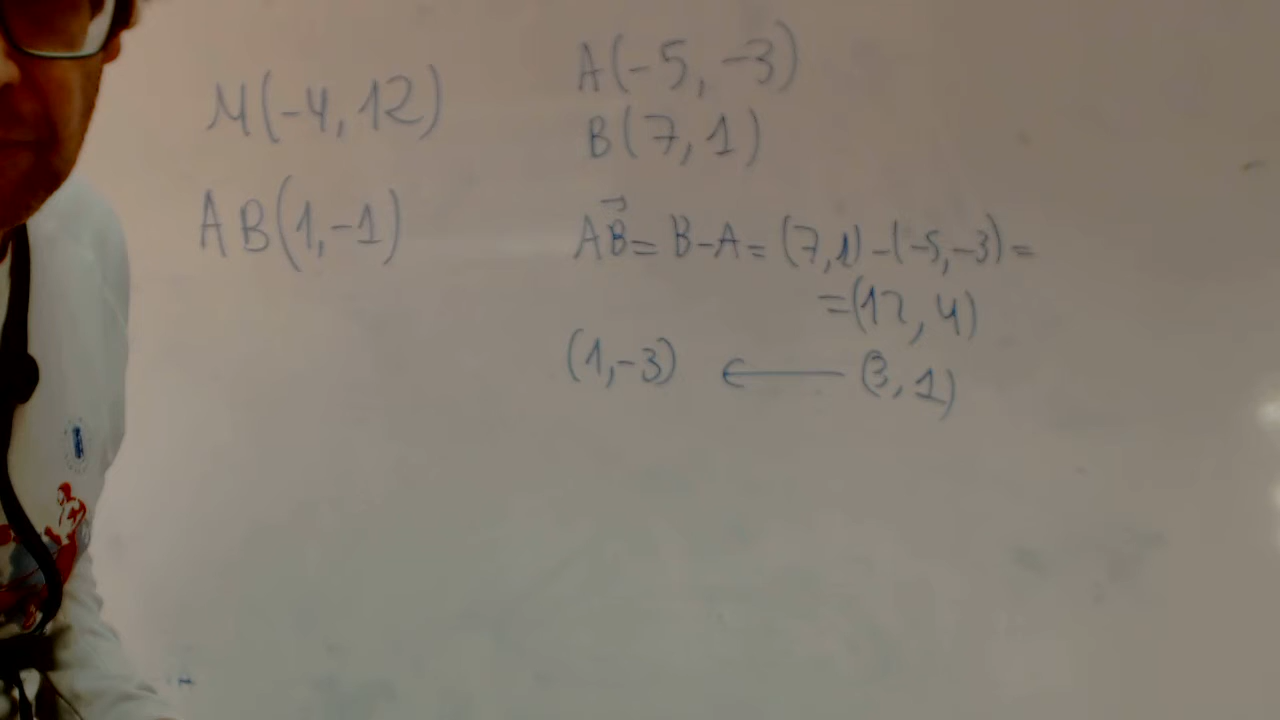 M(-4,12)
AB(1,-1)
A(-5,-3)
B(7,1)
AB⃗=B-A=(7,1)-(-5,-3)=
=(12,4)
(1,-3) ← (3,1)